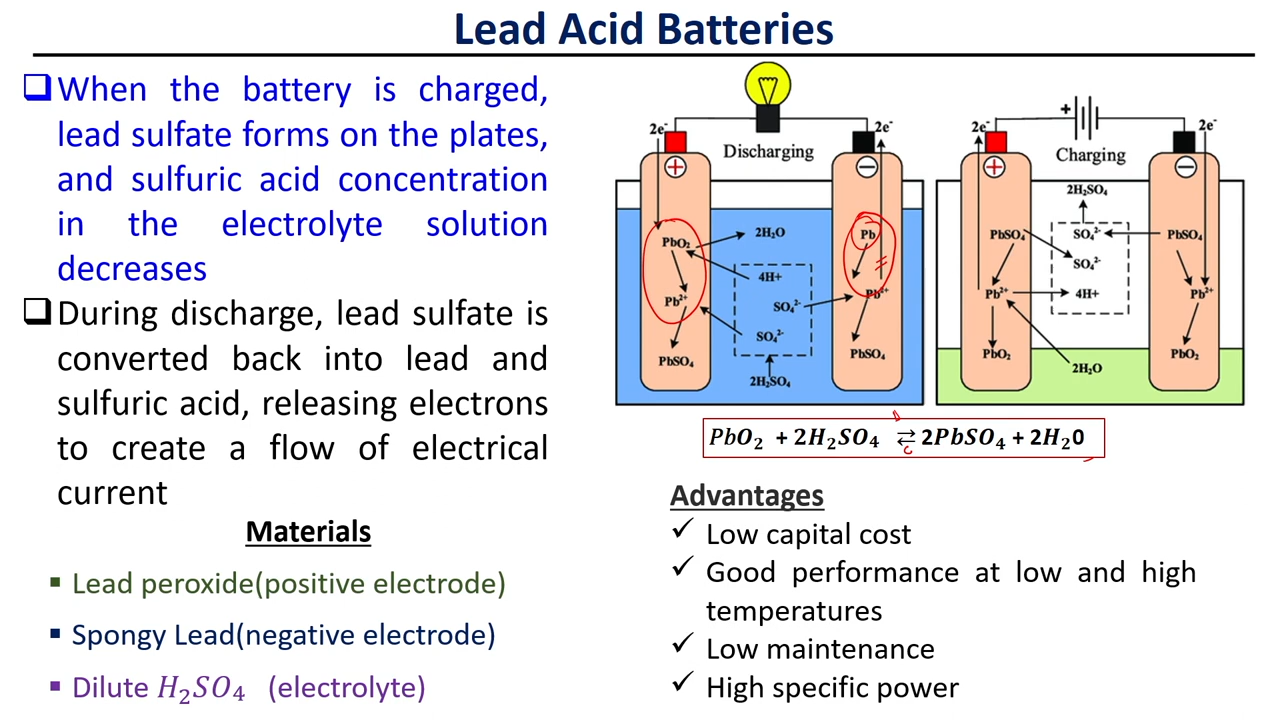 Lead Acid Batteries
❑When the battery is charged,
lead sulfate forms on the plates,
and sulfuric acid concentration
in the electrolyte solution
decreases
❑During discharge, lead sulfate is
converted back into lead and
sulfuric acid, releasing electrons
to create a flow of electrical
current
Materials
▪ Lead peroxide(positive electrode)
▪ Spongy Lead(negative electrode)
▪ Dilute H₂SO₄ (electrolyte)
2e⁻
Discharging
2e⁻
+
−
PbO₂
2H₂O
Pb
4H+
Pb²⁺
SO₄²⁻
Pb²⁺
SO₄²⁻
PbSO₄
PbSO₄
2H₂SO₄
+
2e⁻
Charging
2e⁻
+
−
2H₂SO₄
PbSO₄
SO₄²⁻
PbSO₄
SO₄²⁻
Pb²⁺
4H+
Pb²⁺
PbO₂
PbO₂
2H₂O
PbO₂ + 2H₂SO₄ ⇄ 2PbSO₄ + 2H₂0
Advantages
✓ Low capital cost
✓ Good performance at low and high
temperatures
✓ Low maintenance
✓ High specific power